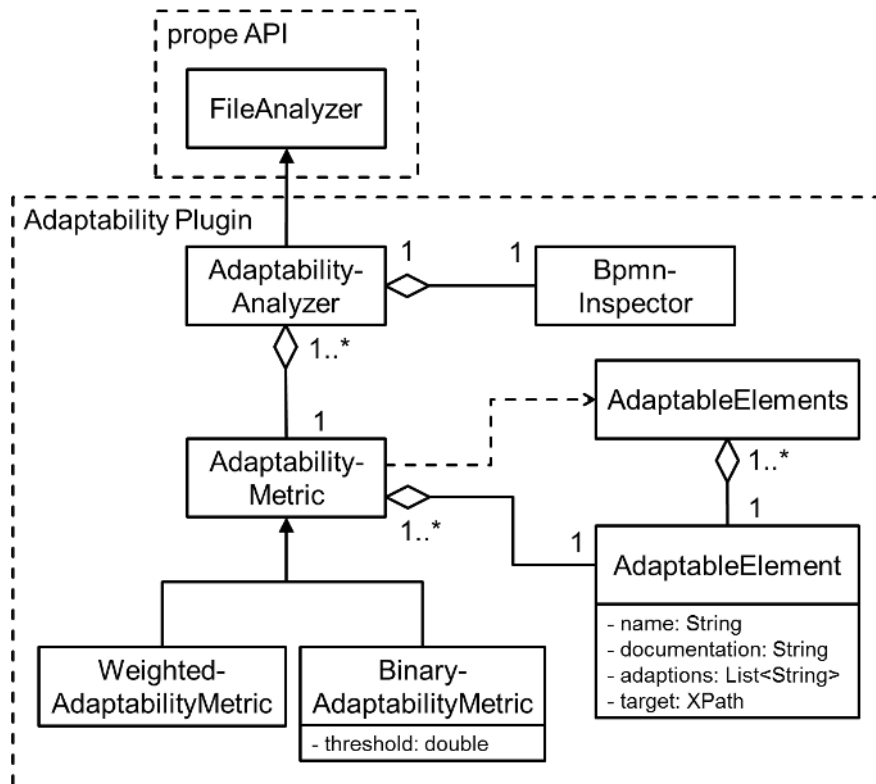 prope API
FileAnalyzer
Adaptability Plugin
Adaptability-
Analyzer
1
1
Bpmn-
Inspector
1..*
1
AdaptableElements
Adaptability-
Metric
1..*
1..*
1
1
AdaptableElement
- name: String
- documentation: String
- adaptions: List<String>
- target: XPath
Weighted-
AdaptabilityMetric
Binary-
AdaptabilityMetric
- threshold: double